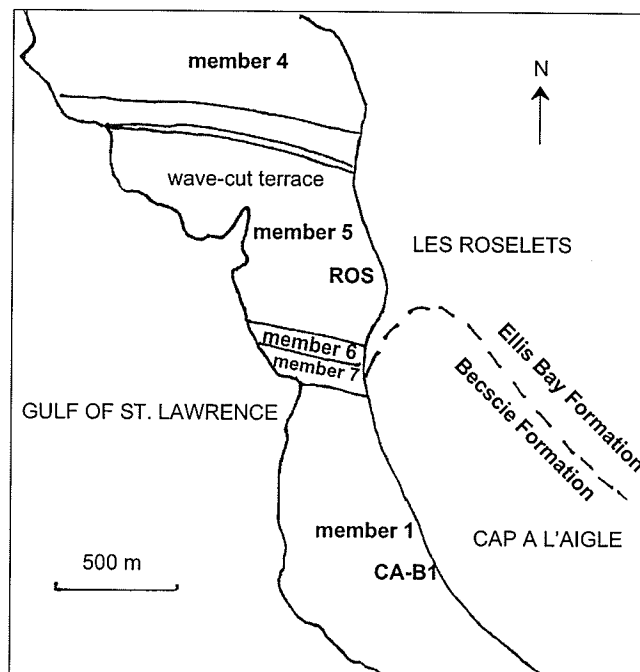 member 4
N
wave-cut terrace
member 5
LES ROSELETS
ROS
member 6
member 7
Ellis Bay Formation
Becscie Formation
GULF OF ST. LAWRENCE
member 1
CAP A L'AIGLE
500 m
CA-B1